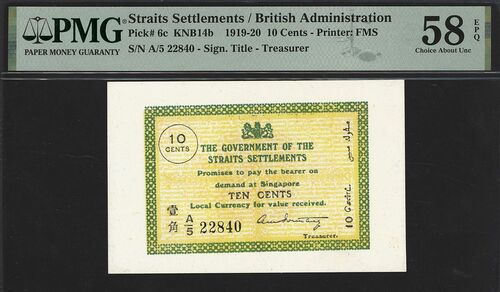 PMG
PAPER MONEY GUARANTY
Straits Settlements / British Administration
Pick# 6c KNB14b 1919-20 10 Cents - Printer: FMS
S/N A/5 22840 - Sign. Title - Treasurer
58 EPQ
Choice About Unc
10
CENTS
THE GOVERNMENT OF THE
STRAITS SETTLEMENTS
Promises to pay the bearer on
demand at Singapore
TEN CENTS
Local Currency for value received.
壹角
A/5 22840
Treasurer.